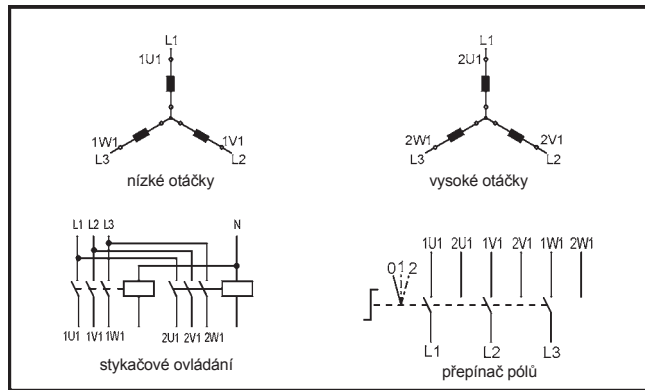 L1
1U1
1W1
1V1
L3
L2
nízké otáčky
L1
2U1
2W1
2V1
L3
L2
vysoké otáčky
L1 L2 L3 N
1U1 1V1 1W1 2U1 2V1 2W1
stykačové ovládání
1U1 2U1 1V1 2V1 1W1 2W1
0 1 2
L1 L2 L3
přepínač pólů